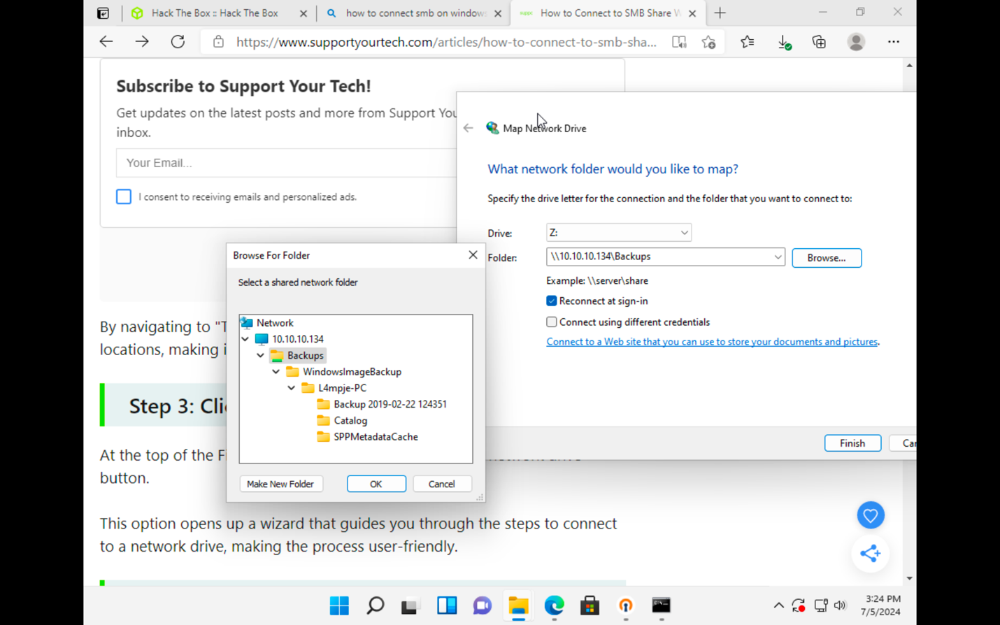 Hack The Box :: Hack The Box
how to connect smb on window
How to Connect to SMB Share W
https://www.supportyourtech.com/articles/how-to-connect-to-smb-sha...
Subscribe to Support Your Tech!
Get updates on the latest posts and more from Support You
inbox.
Your Email...
I consent to receiving emails and personalized ads.
Map Network Drive
What network folder would you like to map?
Specify the drive letter for the connection and the folder that you want to connect to:
Drive:
Z:
Folder:
\\10.10.10.134\Backups
Browse...
Example: \\server\share
Reconnect at sign-in
Connect using different credentials
Connect to a Web site that you can use to store your documents and pictures.
Finish
Can
Browse For Folder
Select a shared network folder
Network
10.10.10.134
Backups
WindowsImageBackup
L4mpje-PC
Backup 2019-02-22 124351
Catalog
SPPMetadataCache
Make New Folder
OK
Cancel
By navigating to "T
locations, making i
Step 3: Cli
At the top of the Fi
button.
This option opens up a wizard that guides you through the steps to connect
to a network drive, making the process user-friendly.
3:24 PM
7/5/2024